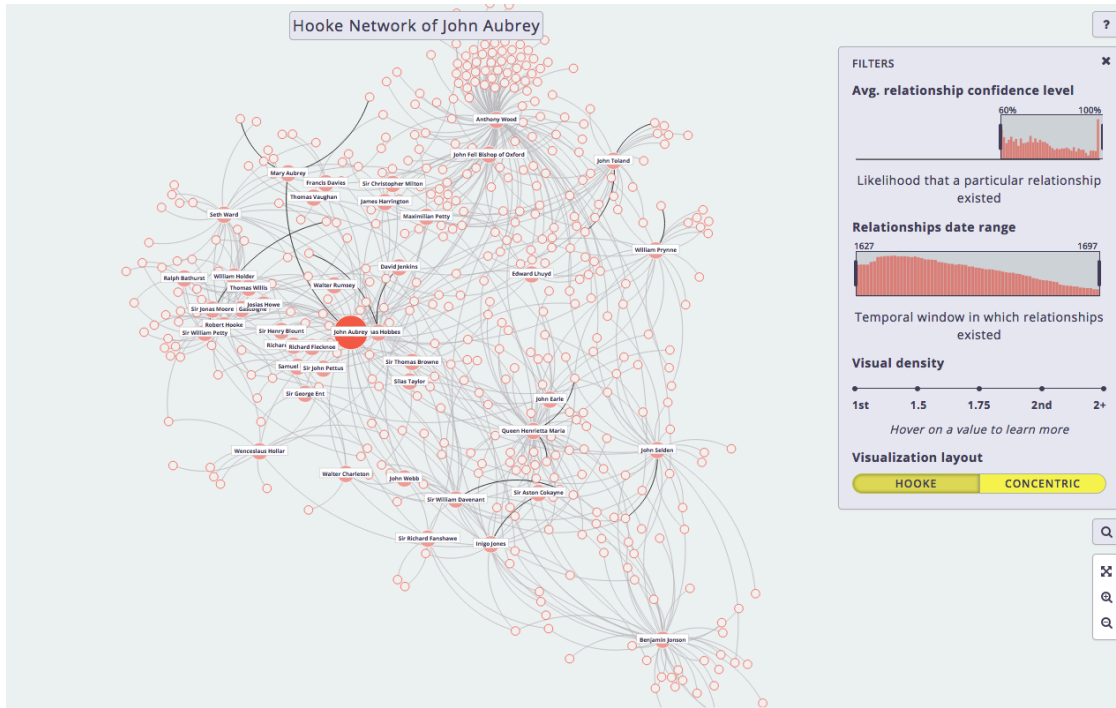 Hooke Network of John Aubrey
?
FILTERS
Avg. relationship confidence level
60% 100%
Likelihood that a particular relationship
existed
Relationships date range
1627 1697
Temporal window in which relationships
existed
Visual density
1st 1.5 1.75 2nd 2+
Hover on a value to learn more
Visualization layout
HOOKE CONCENTRIC
Anthony Wood
John Fell Bishop of Oxford
John Toland
Mary Aubrey
Francis Davies
Sir Christopher Milton
Thomas Vaughan
James Harrington
Seth Ward
Maximilian Petty
William Prynne
David Jenkins
Edward Lhuyd
Ralph Bathurst
William Holder
Walter Rumsey
Thomas Willis
Josias Howe
Sir Jonas Moore
Gascoigne
Robert Hooke
Sir William Petty
Sir Henry Blount
John Aubrey
as Hobbes
Richar
Richard Flecknoe
Samuel
Sir John Pettus
Sir Thomas Browne
Silas Taylor
Sir George Ent
John Earle
Queen Henrietta Maria
Wenceslaus Hollar
John Selden
Walter Charleton
John Webb
Sir William Davenant
Sir Aston Cokayne
Sir Richard Fanshawe
Inigo Jones
Benjamin Jonson